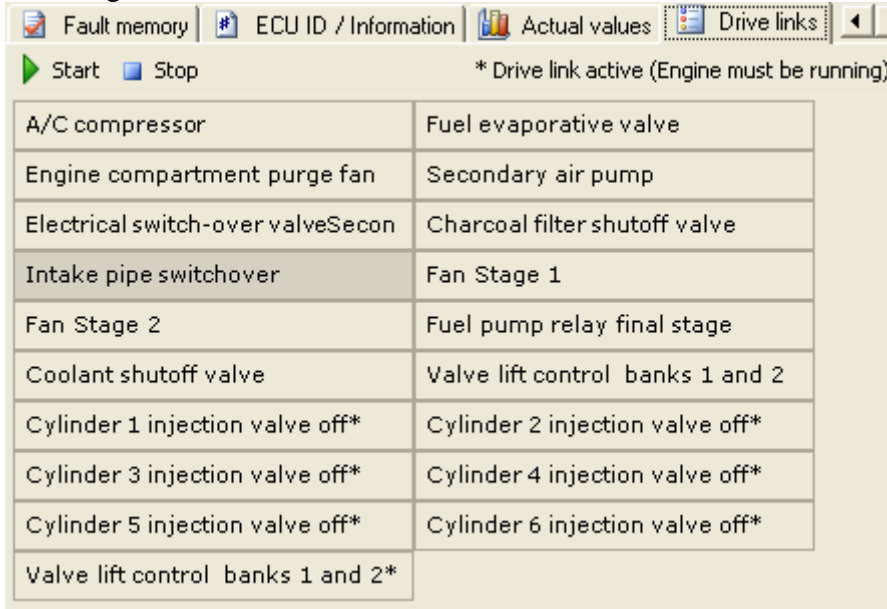 Fault memory # ECU ID / Information Actual values Drive links
Start Stop * Drive link active (Engine must be running)
A/C compressor Fuel evaporative valve
Engine compartment purge fan Secondary air pump
Electrical switch-over valveSecon Charcoal filter shutoff valve
Intake pipe switchover Fan Stage 1
Fan Stage 2 Fuel pump relay final stage
Coolant shutoff valve Valve lift control banks 1 and 2
Cylinder 1 injection valve off* Cylinder 2 injection valve off*
Cylinder 3 injection valve off* Cylinder 4 injection valve off*
Cylinder 5 injection valve off* Cylinder 6 injection valve off*
Valve lift control banks 1 and 2*